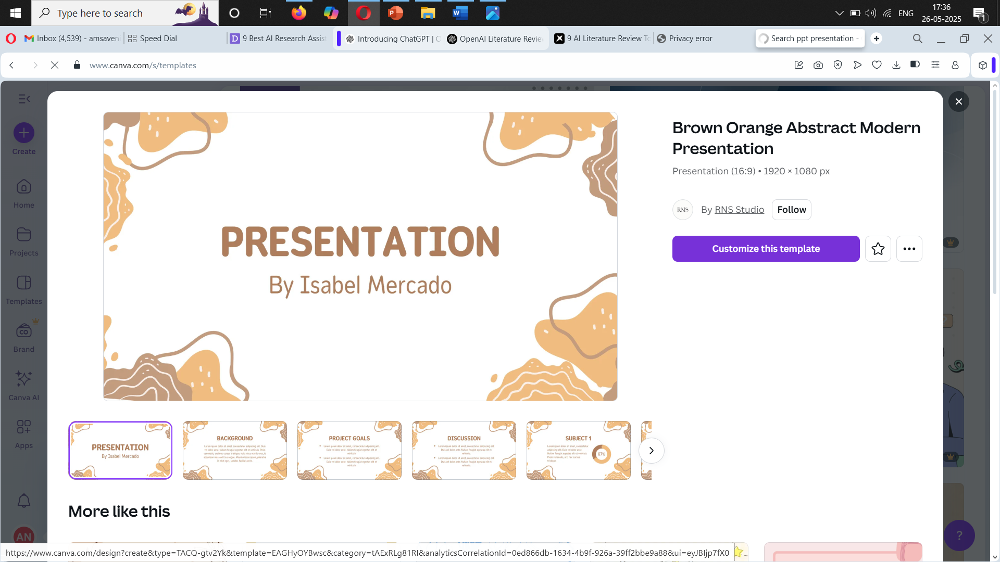 Type here to search
ENG
17:36
26-05-2025
1
Inbox (4,539) - amsaveni
Speed Dial
D
9 Best AI Research Assist
Introducing ChatGPT | O
OpenAI Literature Review
9 AI Literature Review To
Privacy error
Search ppt presentation -
www.canva.com/s/templates
Create
Home
Projects
Templates
Brand
Canva AI
Apps
AN
PRESENTATION
By Isabel Mercado
Brown Orange Abstract Modern
Presentation
Presentation (16:9) • 1920 × 1080 px
RNS
By RNS Studio
Follow
Customize this template
PRESENTATION
By Isabel Mercado
BACKGROUND
PROJECT GOALS
DISCUSSION
SUBJECT 1
67%
More like this
?
https://www.canva.com/design?create&type=TACQ-gtv2Yk&template=EAGHyOYBwsc&category=tAExRLg81RI&analyticsCorrelationId=0ed866db-1634-4b9f-926a-39ff2bbe9a88&ui=eyJBIjp7fX0